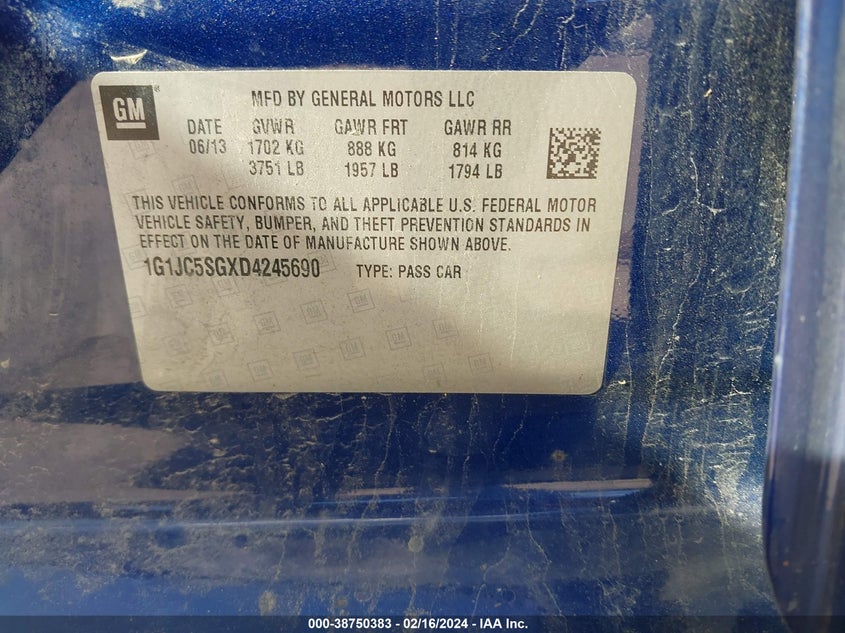 GM
MFD BY GENERAL MOTORS LLC
DATE GVWR GAWR FRT GAWR RR
06/13 1702 KG 888 KG 814 KG
3751 LB 1957 LB 1794 LB
THIS VEHICLE CONFORMS TO ALL APPLICABLE U.S. FEDERAL MOTOR
VEHICLE SAFETY, BUMPER, AND THEFT PREVENTION STANDARDS IN
EFFECT ON THE DATE OF MANUFACTURE SHOWN ABOVE.
1G1JC5SGXD4245690 TYPE: PASS CAR
000-38750383 - 02/16/2024 - IAA Inc.